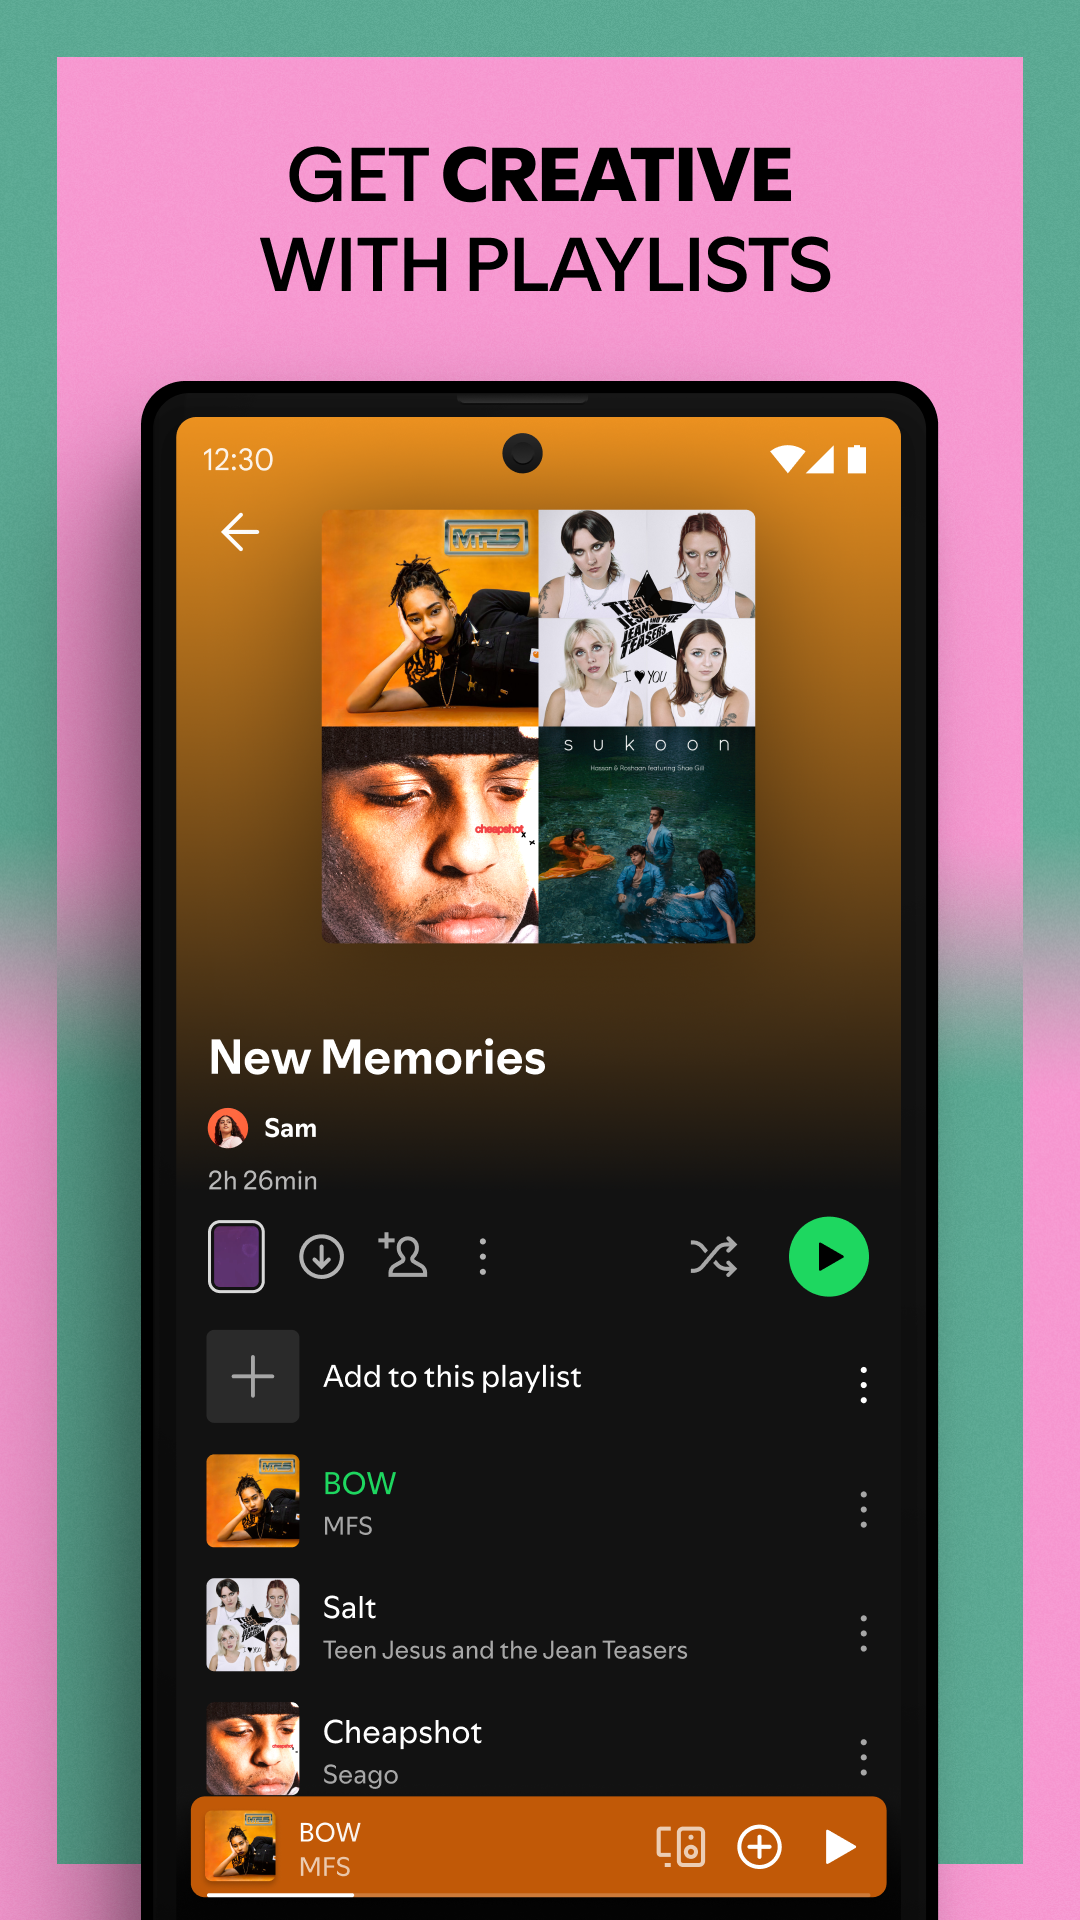 GET CREATIVE
WITH PLAYLISTS
12:30
MFS
TEEN
JESUS AND THE
JEAN
TEASERS
I ♥ YOU
sukoon
Hassan & Roshaan featuring Shae Gill
cheapshot
New Memories
Sam
2h 26min
Add to this playlist
BOW
MFS
Salt
Teen Jesus and the Jean Teasers
Cheapshot
Seago
BOW
MFS